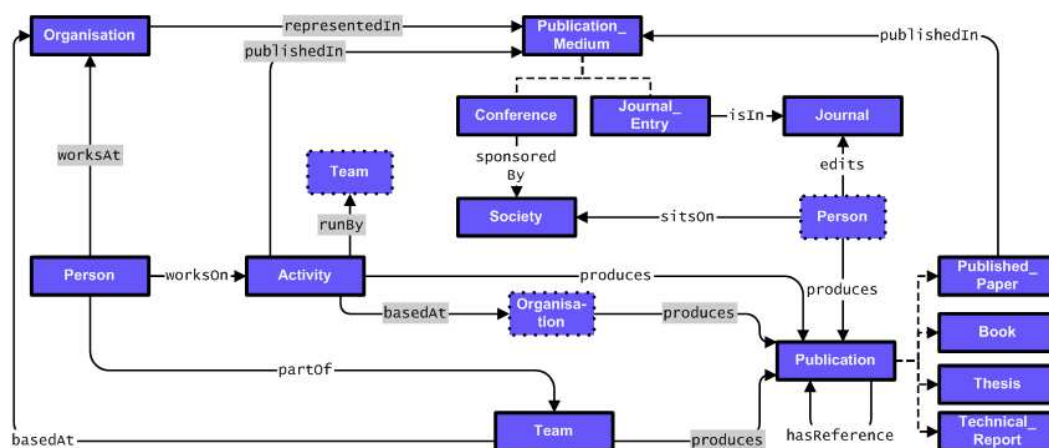 representedIn
Organisation
Publication_
Medium
publishedIn
publishedIn
Conference
Journal_
Entry
isIn
Journal
worksAt
Team
sponsored
By
edits
runBy
Society
sitsOn
Person
Person
worksOn
Activity
produces
produces
Published_
Paper
basedAt
Organisa-
tion
produces
Book
Publication
partOf
Thesis
basedAt
Team
produces
hasReference
Technical_
Report